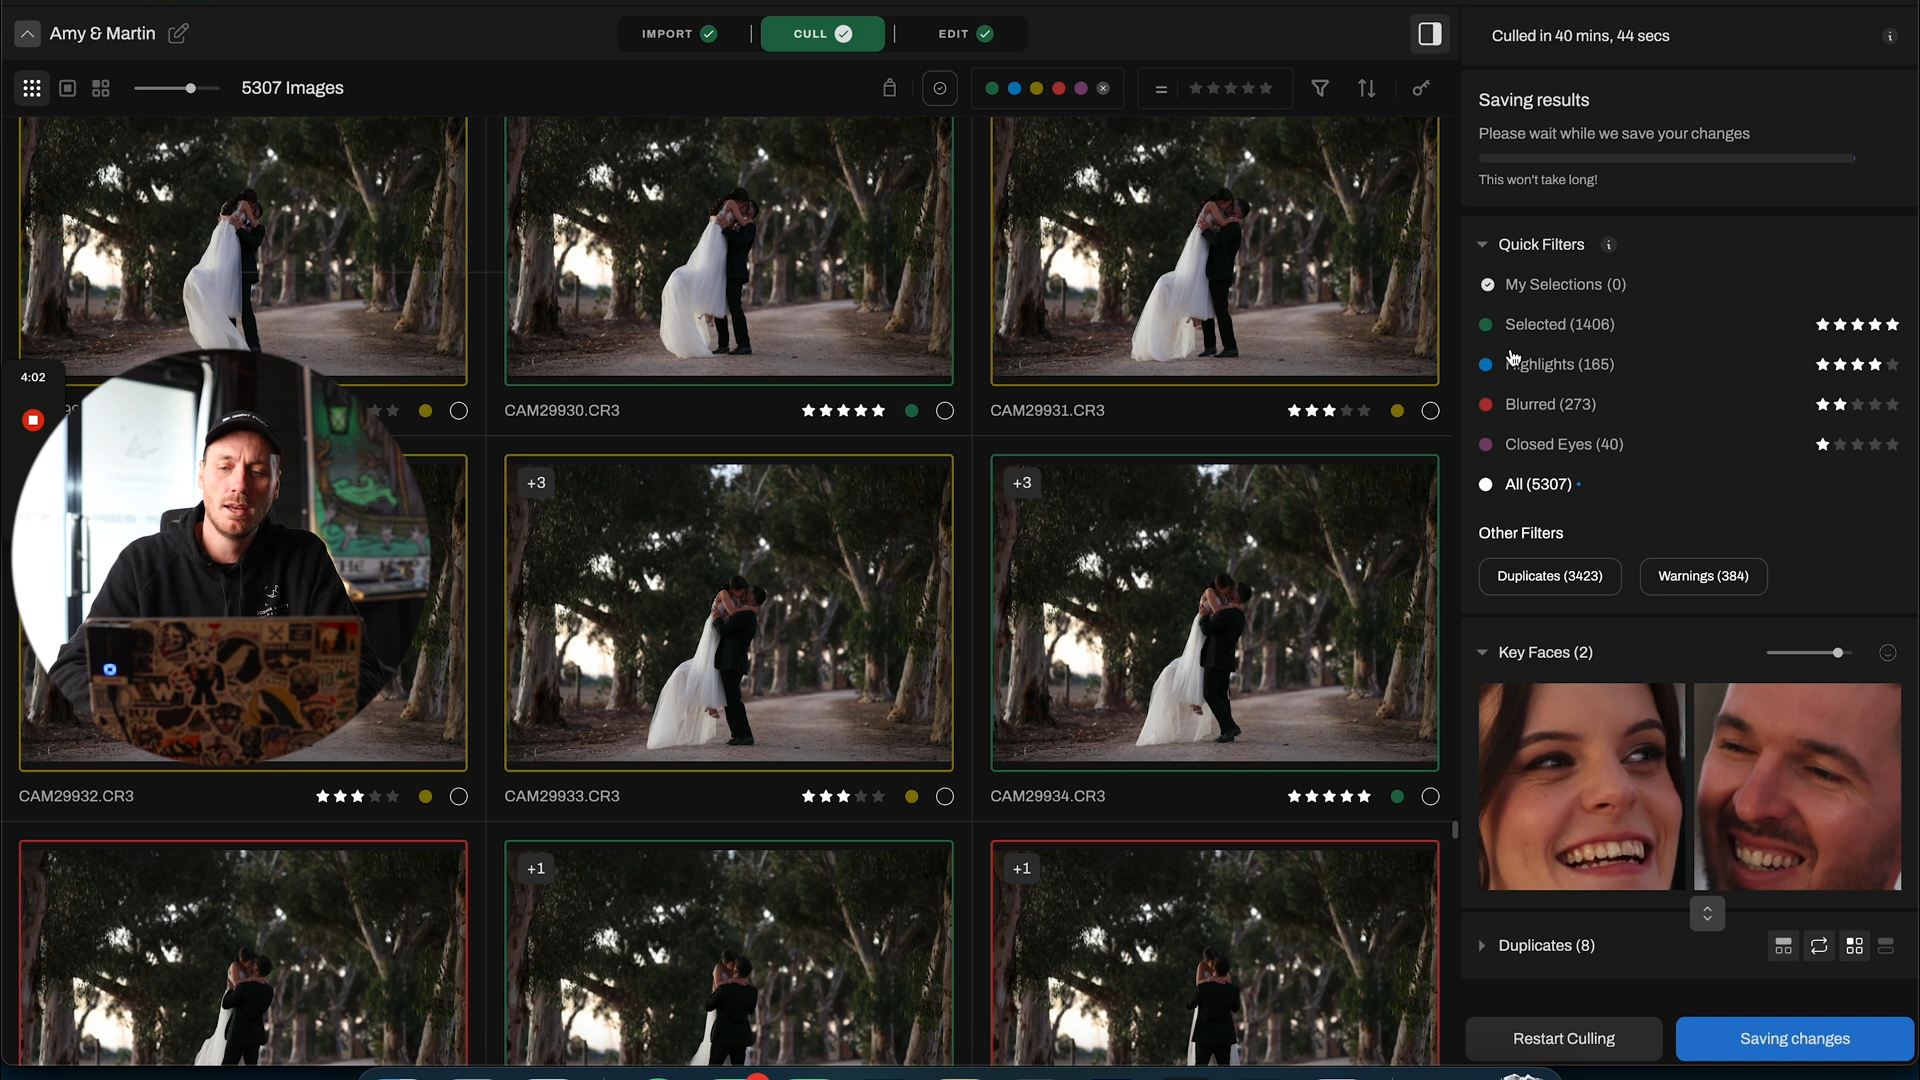 Amy & Martin
IMPORT
CULL
EDIT
Culled in 40 mins, 44 secs
5307 Images
Saving results
Please wait while we save your changes
This won't take long!
Quick Filters
My Selections (0)
Selected (1406)
Highlights (165)
Blurred (273)
Closed Eyes (40)
All (5307)
Other Filters
Duplicates (3423)
Warnings (384)
Key Faces (2)
Duplicates (8)
Restart Culling
Saving changes
4:02
CAM29930.CR3
CAM29931.CR3
+3
+3
CAM29932.CR3
CAM29933.CR3
CAM29934.CR3
+1
+1